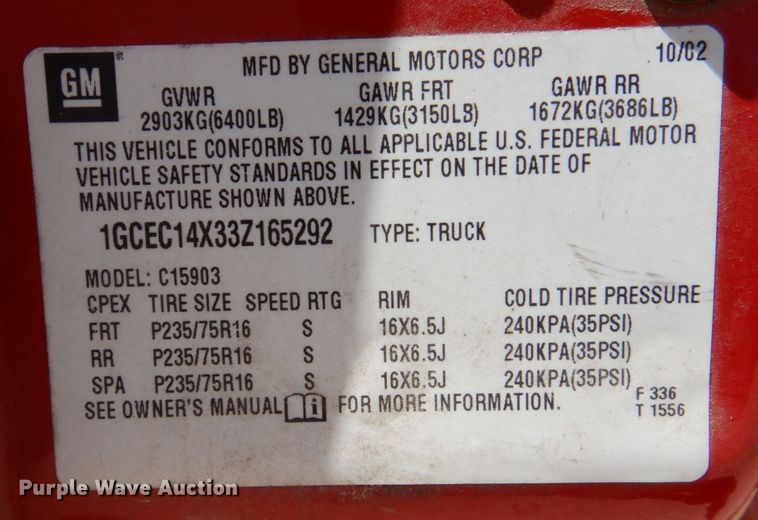 GM
MFD BY GENERAL MOTORS CORP 10/02
GVWR GAWR FRT GAWR RR
2903KG(6400LB) 1429KG(3150LB) 1672KG(3686LB)
THIS VEHICLE CONFORMS TO ALL APPLICABLE U.S. FEDERAL MOTOR
VEHICLE SAFETY STANDARDS IN EFFECT ON THE DATE OF
MANUFACTURE SHOWN ABOVE.
1GCEC14X33Z165292 TYPE: TRUCK
MODEL: C15903
CPEX TIRE SIZE SPEED RTG RIM COLD TIRE PRESSURE
FRT P235/75R16 S 16X6.5J 240KPA(35PSI)
RR P235/75R16 S 16X6.5J 240KPA(35PSI)
SPA P235/75R16 S 16X6.5J 240KPA(35PSI)
SEE OWNER'S MANUAL i FOR MORE INFORMATION.
F 336
T 1556
Purple Wave Auction